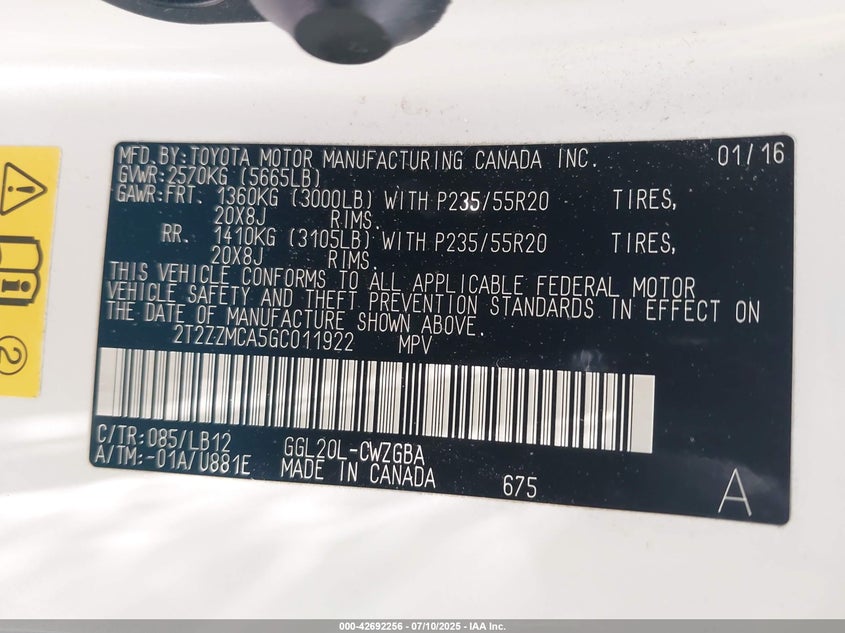 MFD.BY:TOYOTA MOTOR MANUFACTURING CANADA INC. 01/16
GVWR:2570KG (5665LB)
GAWR:FRT. 1360KG (3000LB) WITH P235/55R20 TIRES,
20X8J RIMS.
RR. 1410KG (3105LB) WITH P235/55R20 TIRES,
20X8J RIMS.
THIS VEHICLE CONFORMS TO ALL APPLICABLE FEDERAL MOTOR
VEHICLE SAFETY AND THEFT PREVENTION STANDARDS IN EFFECT ON
THE DATE OF MANUFACTURE SHOWN ABOVE.
2T2ZZMCA5GC011922 MPV
C/TR:085/LB12 GGL20L-CWZGBA
A/TM:-01A/U881E MADE IN CANADA 675
A
2
000-42692256 - 07/10/2025 - IAA Inc.